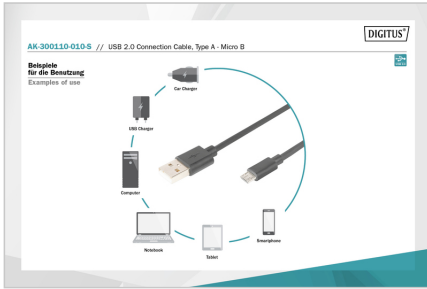 DIGITUS®
AK-300110-010-S // USB 2.0 Connection Cable, Type A - Micro B
Beispiele
für die Benutzung
Examples of use
Car Charger
USB Charger
Computer
Notebook
Tablet
Smartphone